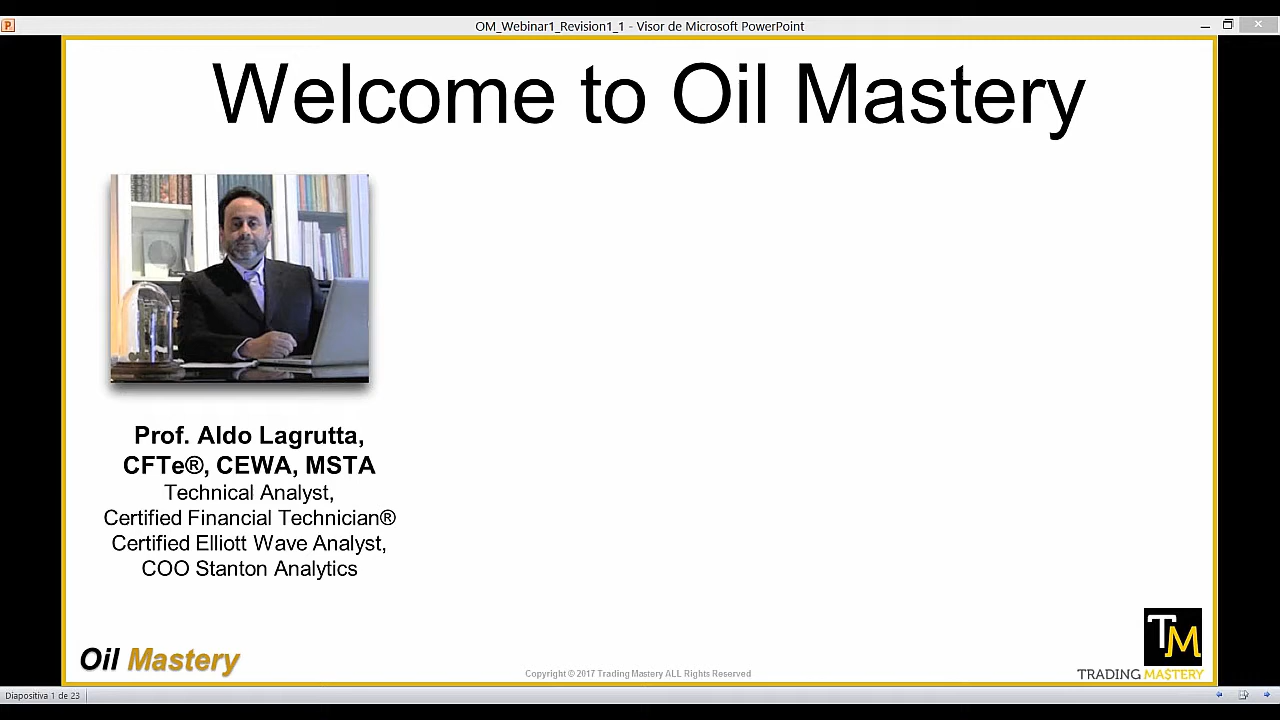 OM_Webinar1_Revision1_1 - Visor de Microsoft PowerPoint
Welcome to Oil Mastery
Prof. Aldo Lagrutta,
CFTe®, CEWA, MSTA
Technical Analyst,
Certified Financial Technician®
Certified Elliott Wave Analyst,
COO Stanton Analytics
Oil Mastery
Copyright © 2017 Trading Mastery ALL Rights Reserved
TM
TRADING MASTERY
Diapositiva 1 de 23